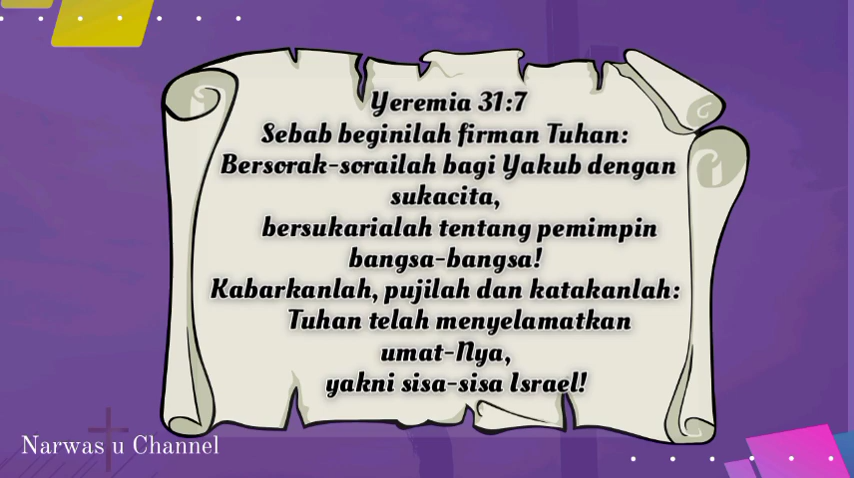 Yeremia 31:7
Sebab beginilah firman Tuhan:
Bersorak-sorailah bagi Yakub dengan
sukacita,
bersukarialah tentang pemimpin
bangsa-bangsa!
Kabarkanlah, pujilah dan katakanlah:
Tuhan telah menyelamatkan
umat-Nya,
yakni sisa-sisa Israel!
Narwas u Channel